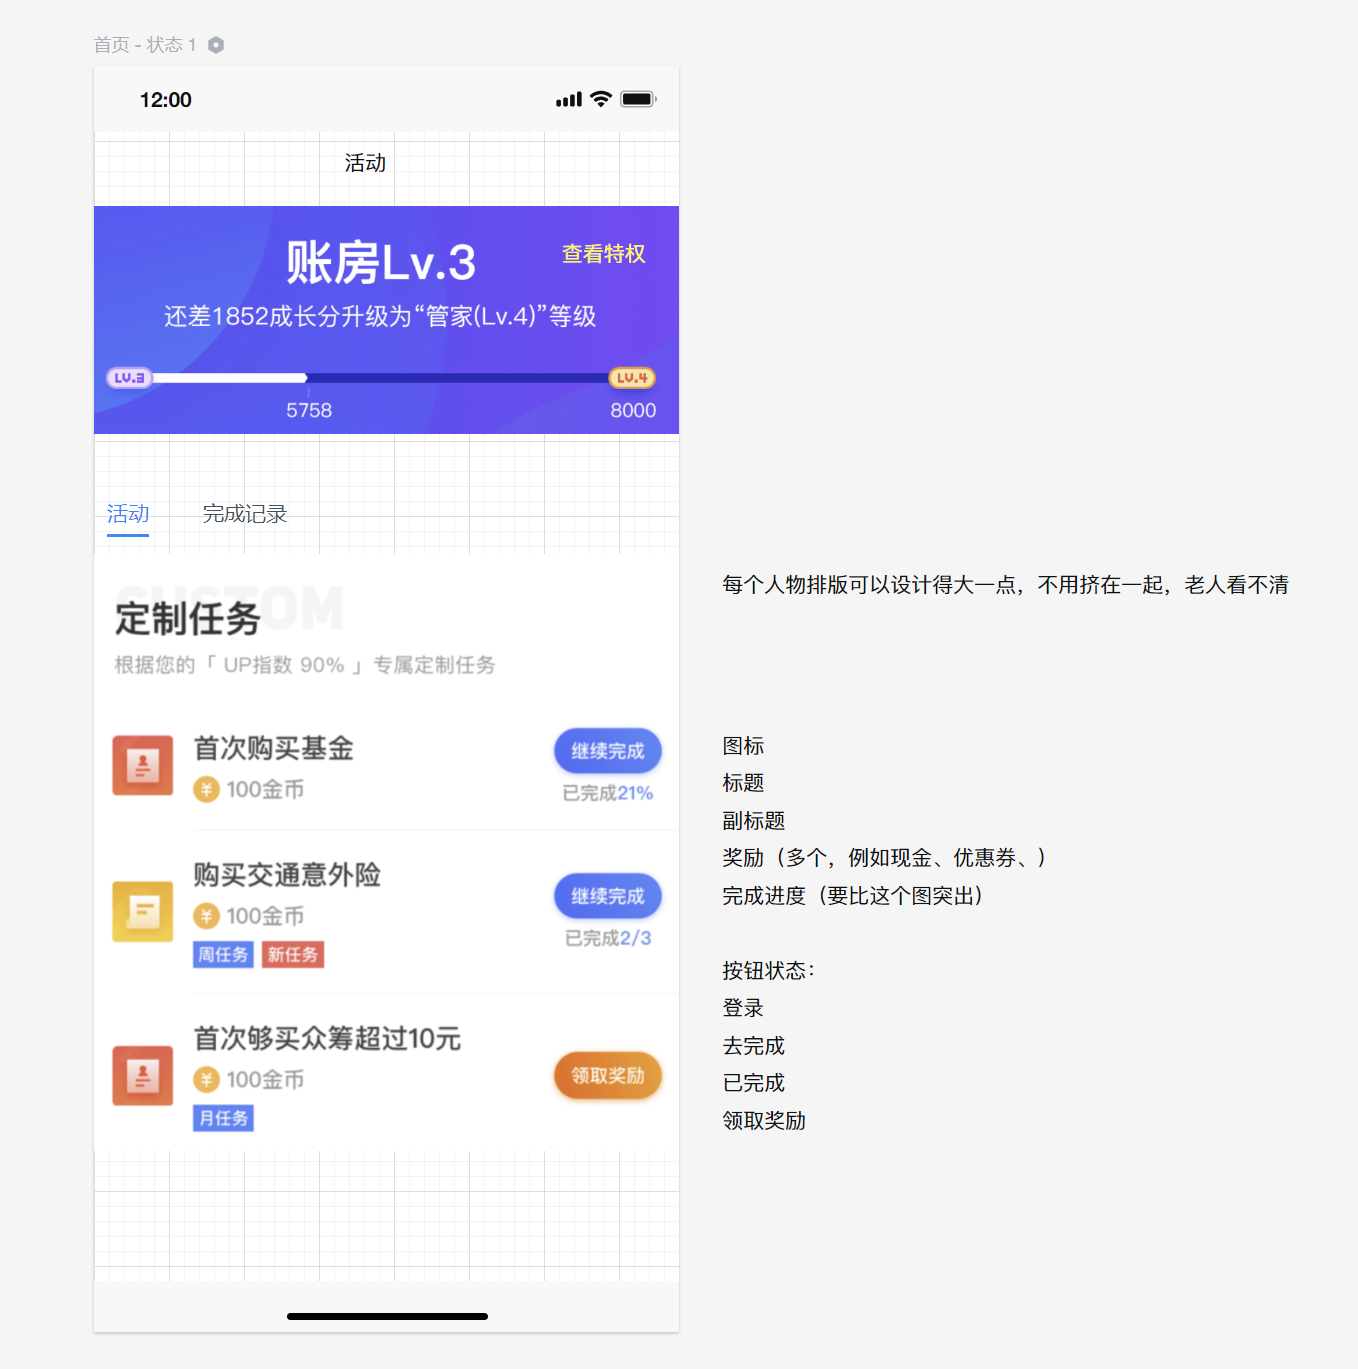 首页 - 状态 1
12:00
活动
账房Lv.3
查看特权
还差1852成长分升级为“管家(Lv.4)”等级
LV.3
LV.4
5758
8000
活动
完成记录
CUSTOM
定制任务
根据您的「 UP指数 90% 」专属定制任务
首次购买基金
¥ 100金币
继续完成
已完成21%
购买交通意外险
¥ 100金币
周任务 新任务
继续完成
已完成2/3
首次够买众筹超过10元
¥ 100金币
月任务
领取奖励
每个人物排版可以设计得大一点，不用挤在一起，老人看不清
图标
标题
副标题
奖励（多个，例如现金、优惠券、）
完成进度（要比这个图突出）
按钮状态：
登录
去完成
已完成
领取奖励